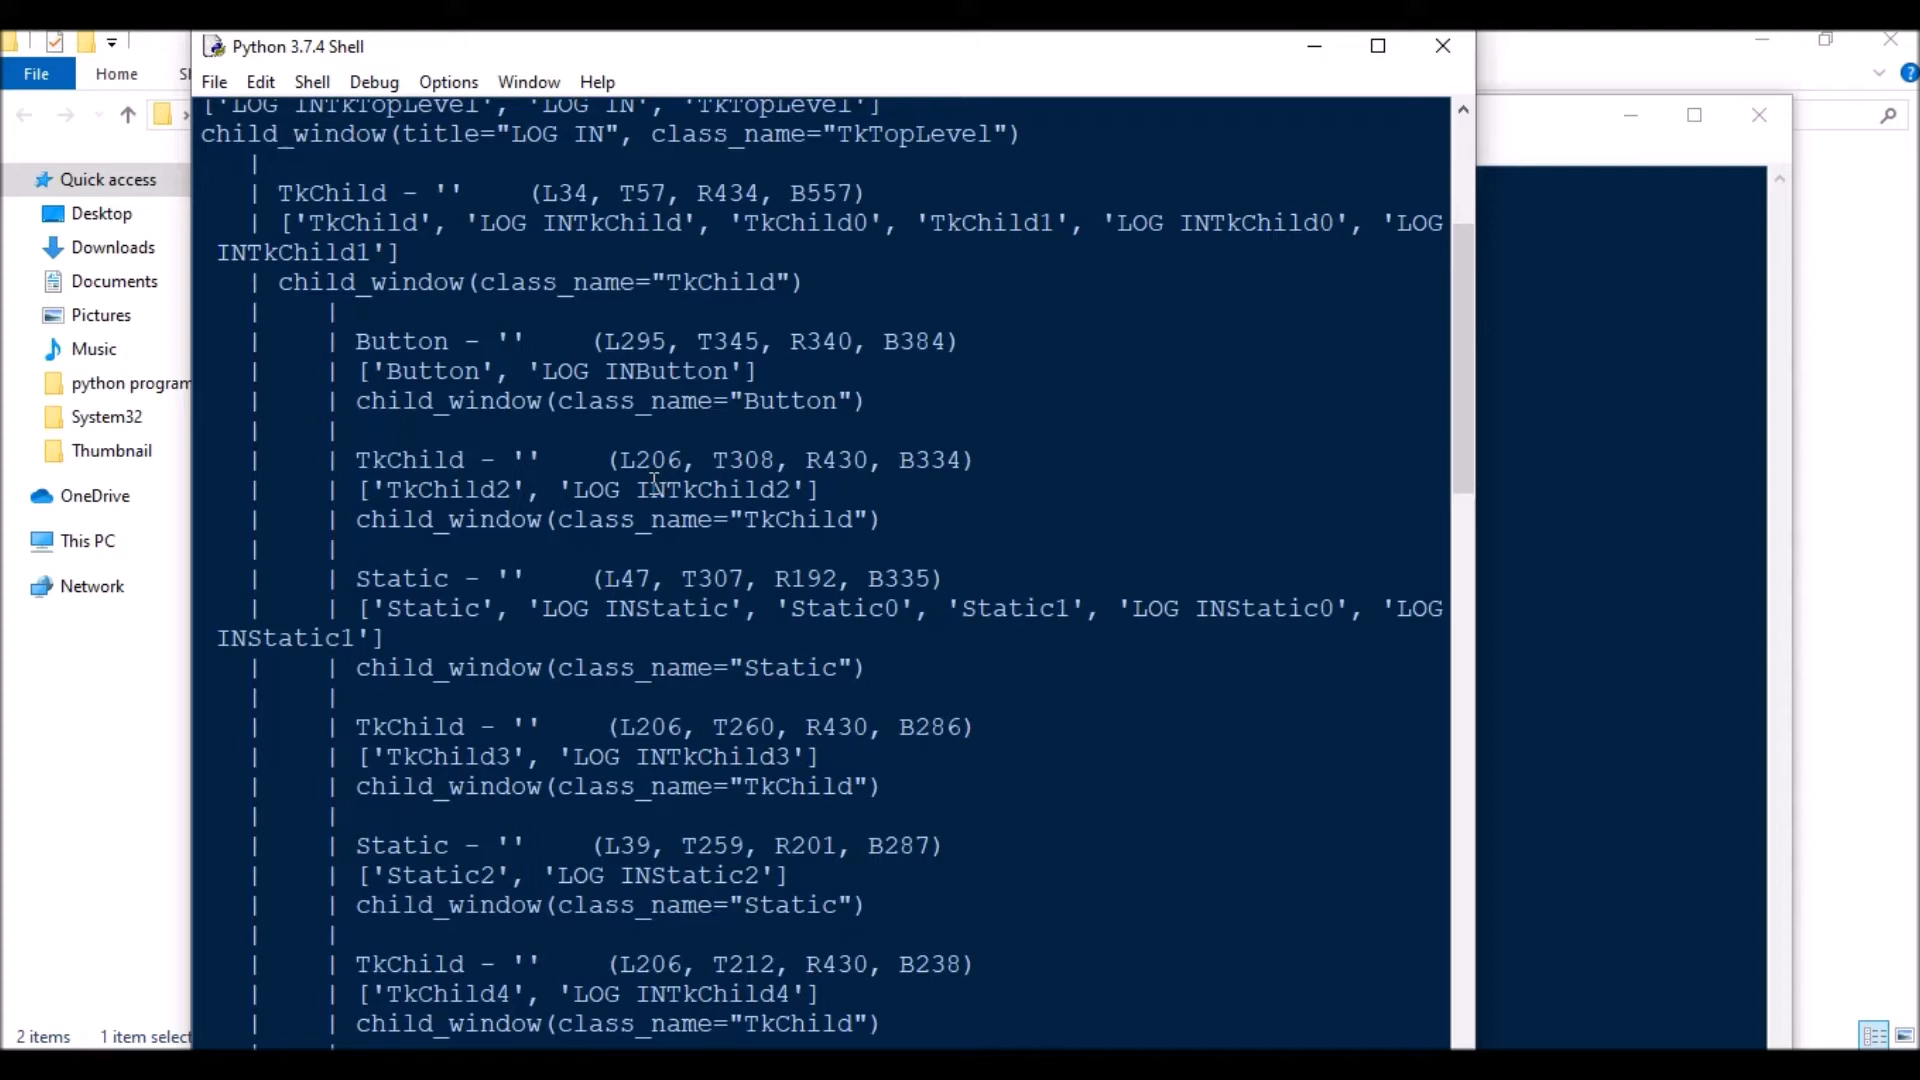 Python 3.7.4 Shell
File Home
File Edit Shell Debug Options Window Help
['LOG INTkTopLevel', 'LOG IN', 'TkTopLevel']
child_window(title="LOG IN", class_name="TkTopLevel")
|
| TkChild - '' (L34, T57, R434, B557)
| ['TkChild', 'LOG INTkChild', 'TkChild0', 'TkChild1', 'LOG INTkChild0', 'LOG
INTkChild1']
| child_window(class_name="TkChild")
| |
| | Button - '' (L295, T345, R340, B384)
| | ['Button', 'LOG INButton']
| | child_window(class_name="Button")
| |
| | TkChild - '' (L206, T308, R430, B334)
| | ['TkChild2', 'LOG INTkChild2']
| | child_window(class_name="TkChild")
| |
| | Static - '' (L47, T307, R192, B335)
| | ['Static', 'LOG INStatic', 'Static0', 'Static1', 'LOG INStatic0', 'LOG
INStatic1']
| | child_window(class_name="Static")
| |
| | TkChild - '' (L206, T260, R430, B286)
| | ['TkChild3', 'LOG INTkChild3']
| | child_window(class_name="TkChild")
| |
| | Static - '' (L39, T259, R201, B287)
| | ['Static2', 'LOG INStatic2']
| | child_window(class_name="Static")
| |
| | TkChild - '' (L206, T212, R430, B238)
| | ['TkChild4', 'LOG INTkChild4']
| | child_window(class_name="TkChild")
Quick access
Desktop
Downloads
Documents
Pictures
Music
python program
System32
Thumbnail
OneDrive
This PC
Network
2 items 1 item select